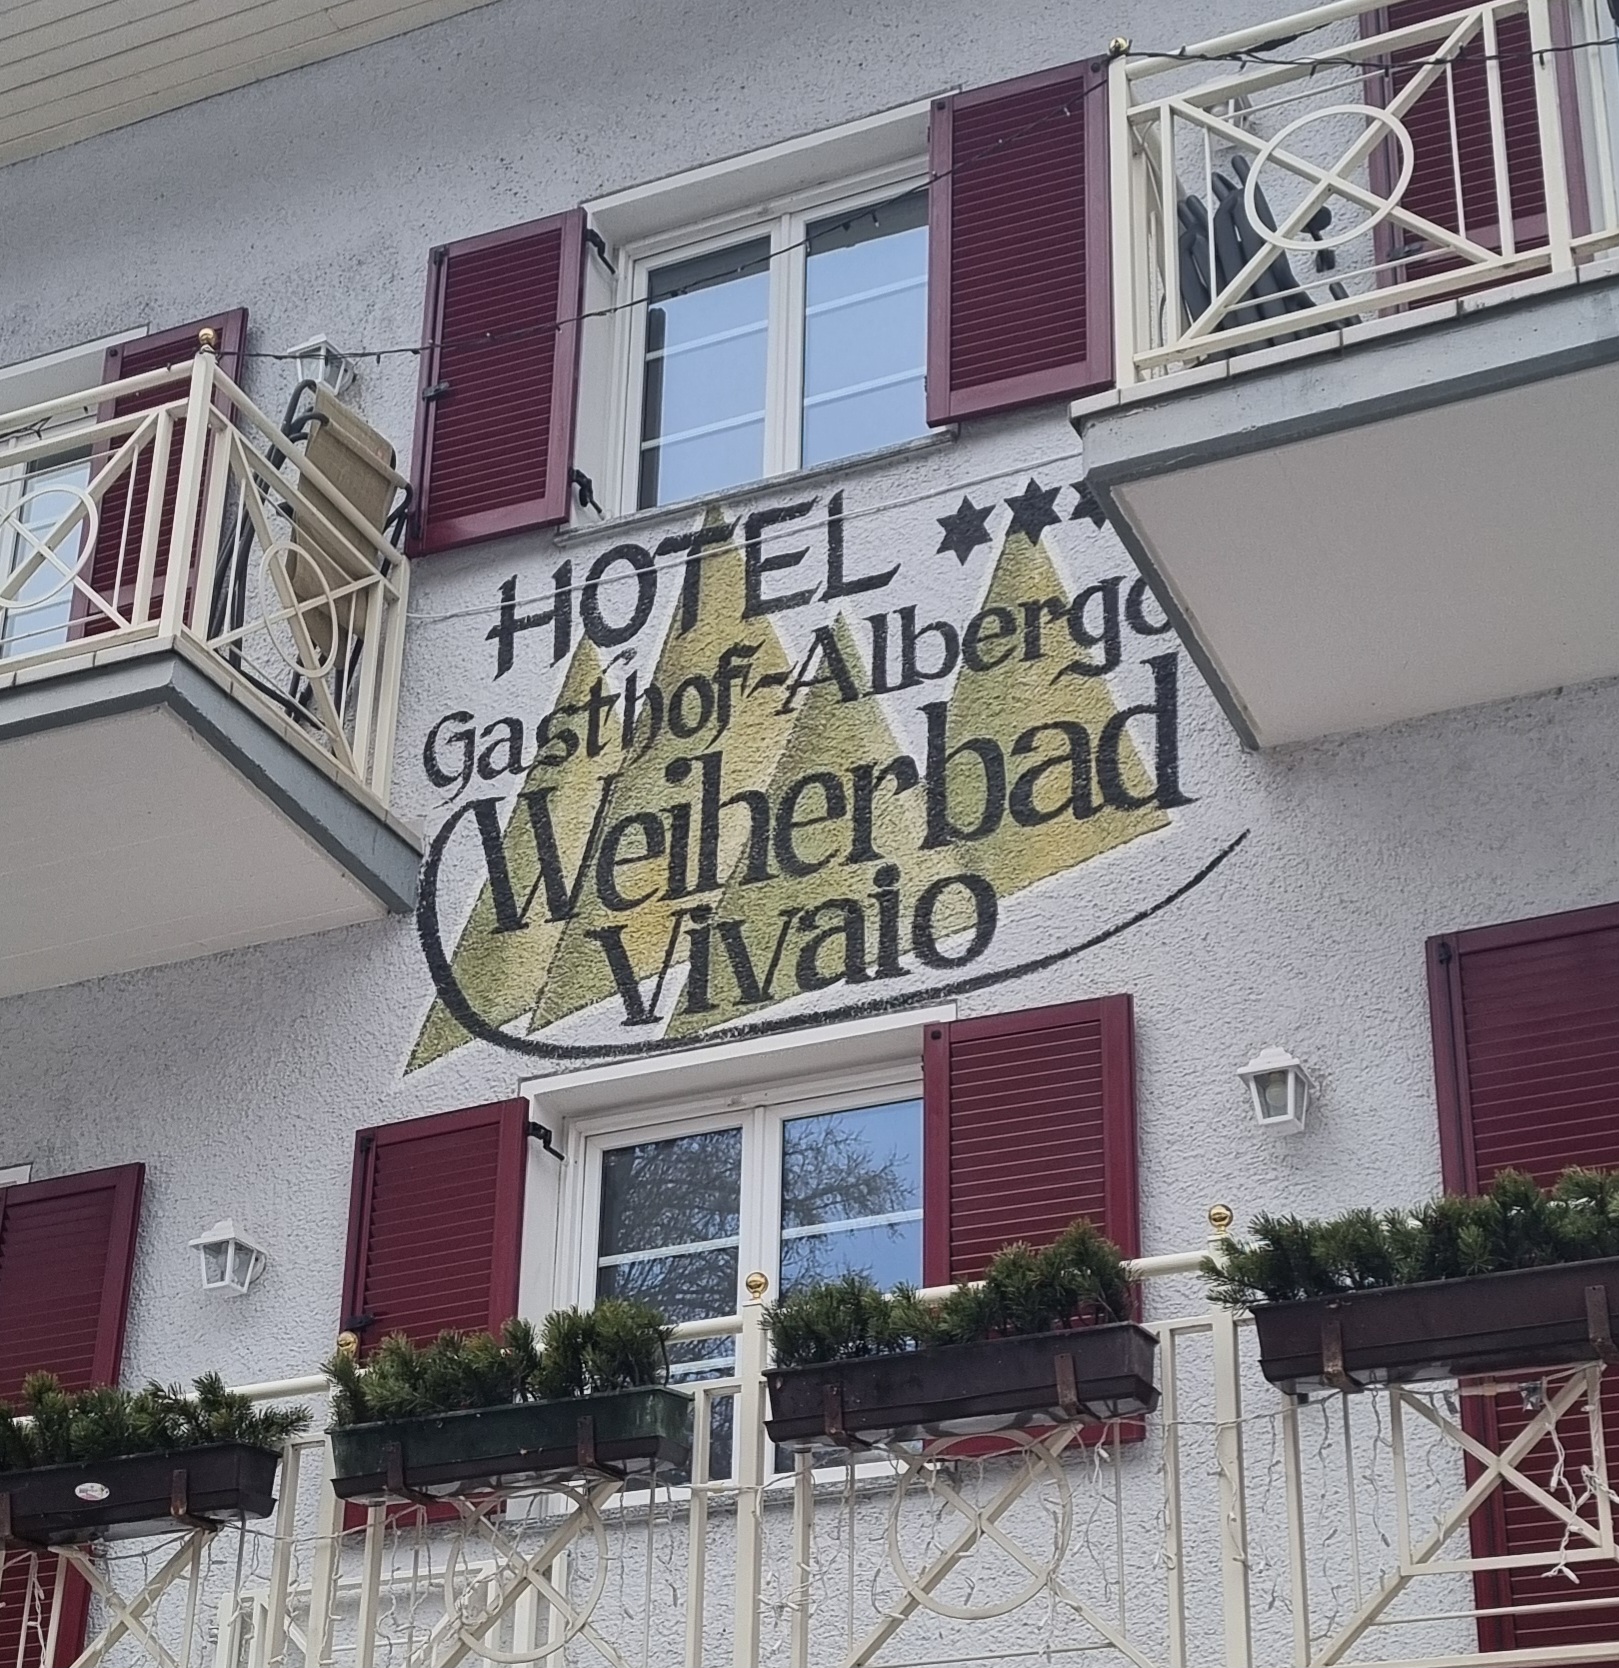 HOTEL ★★★
Gasthof-Albergo
Weiherbad
Vivaio